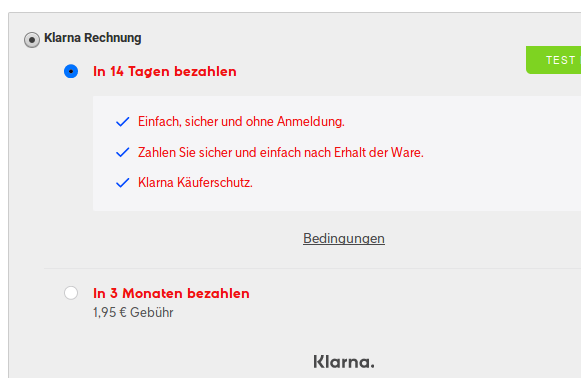 Klarna Rechnung
TEST
In 14 Tagen bezahlen
Einfach, sicher und ohne Anmeldung.
Zahlen Sie sicher und einfach nach Erhalt der Ware.
Klarna Käuferschutz.
Bedingungen
In 3 Monaten bezahlen
1,95 € Gebühr
Klarna.